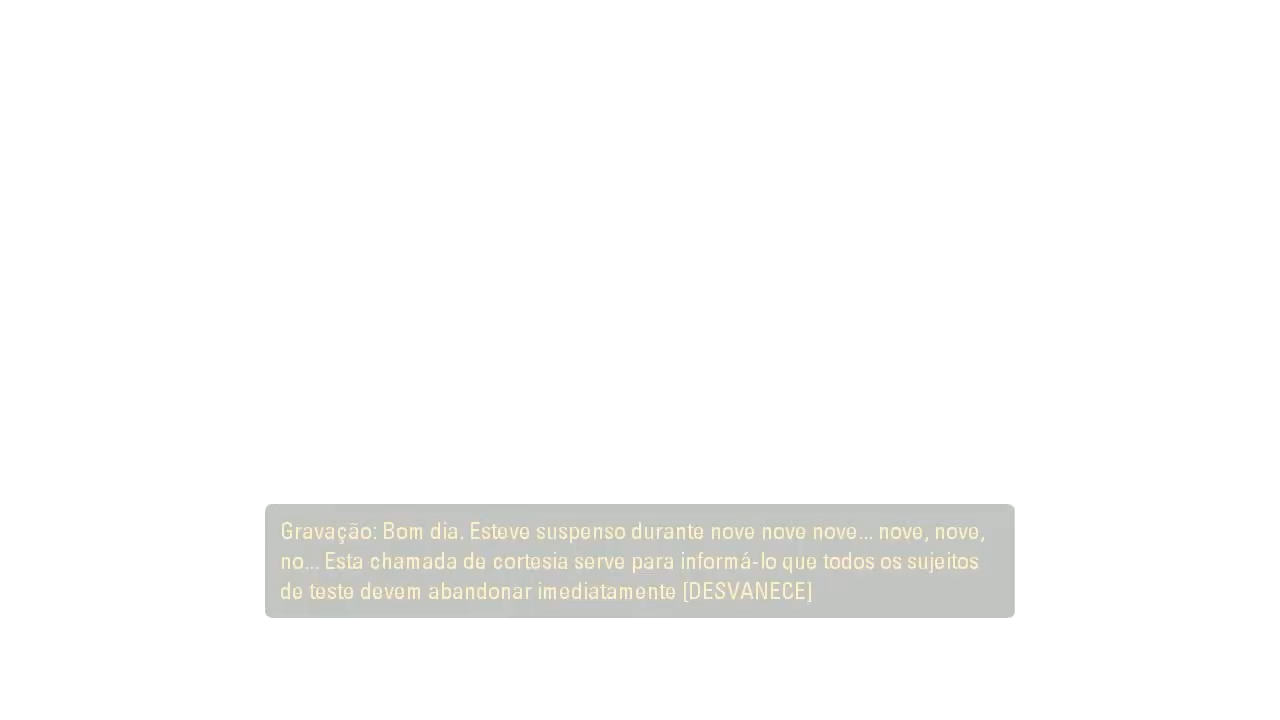 Gravação: Bom dia. Esteve suspenso durante nove nove nove... nove, nove,
no... Esta chamada de cortesia serve para informá-lo que todos os sujeitos
de teste devem abandonar imediatamente [DESVANECE]